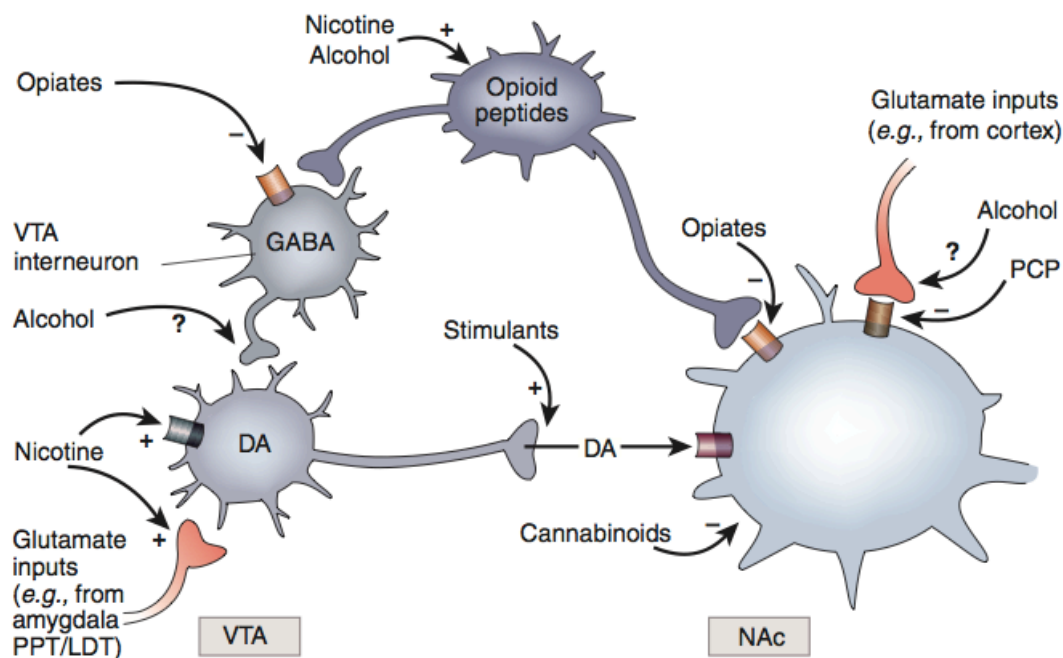 Nicotine
Alcohol
+
Opiates
–
Opioid
peptides
Glutamate inputs
(e.g., from cortex)
GABA
VTA
interneuron
Opiates
–
Alcohol
?
PCP
–
Alcohol
?
Stimulants
+
Nicotine
+
+
DA
DA
Cannabinoids
–
Glutamate
inputs
(e.g., from
amygdala
PPT/LDT)
VTA
NAc